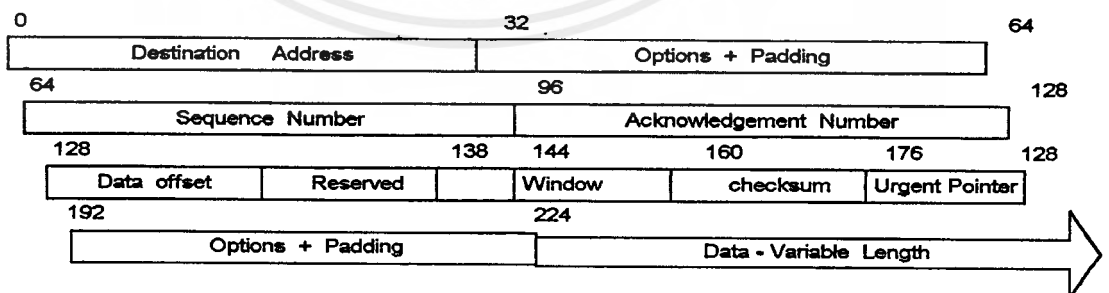 0 32 64
Destination Address Options + Padding
64 96 128
Sequence Number Acknowledgement Number
128 138 144 160 176 128
Data offset Reserved Window checksum Urgent Pointer
192 224
Options + Padding Data - Variable Length